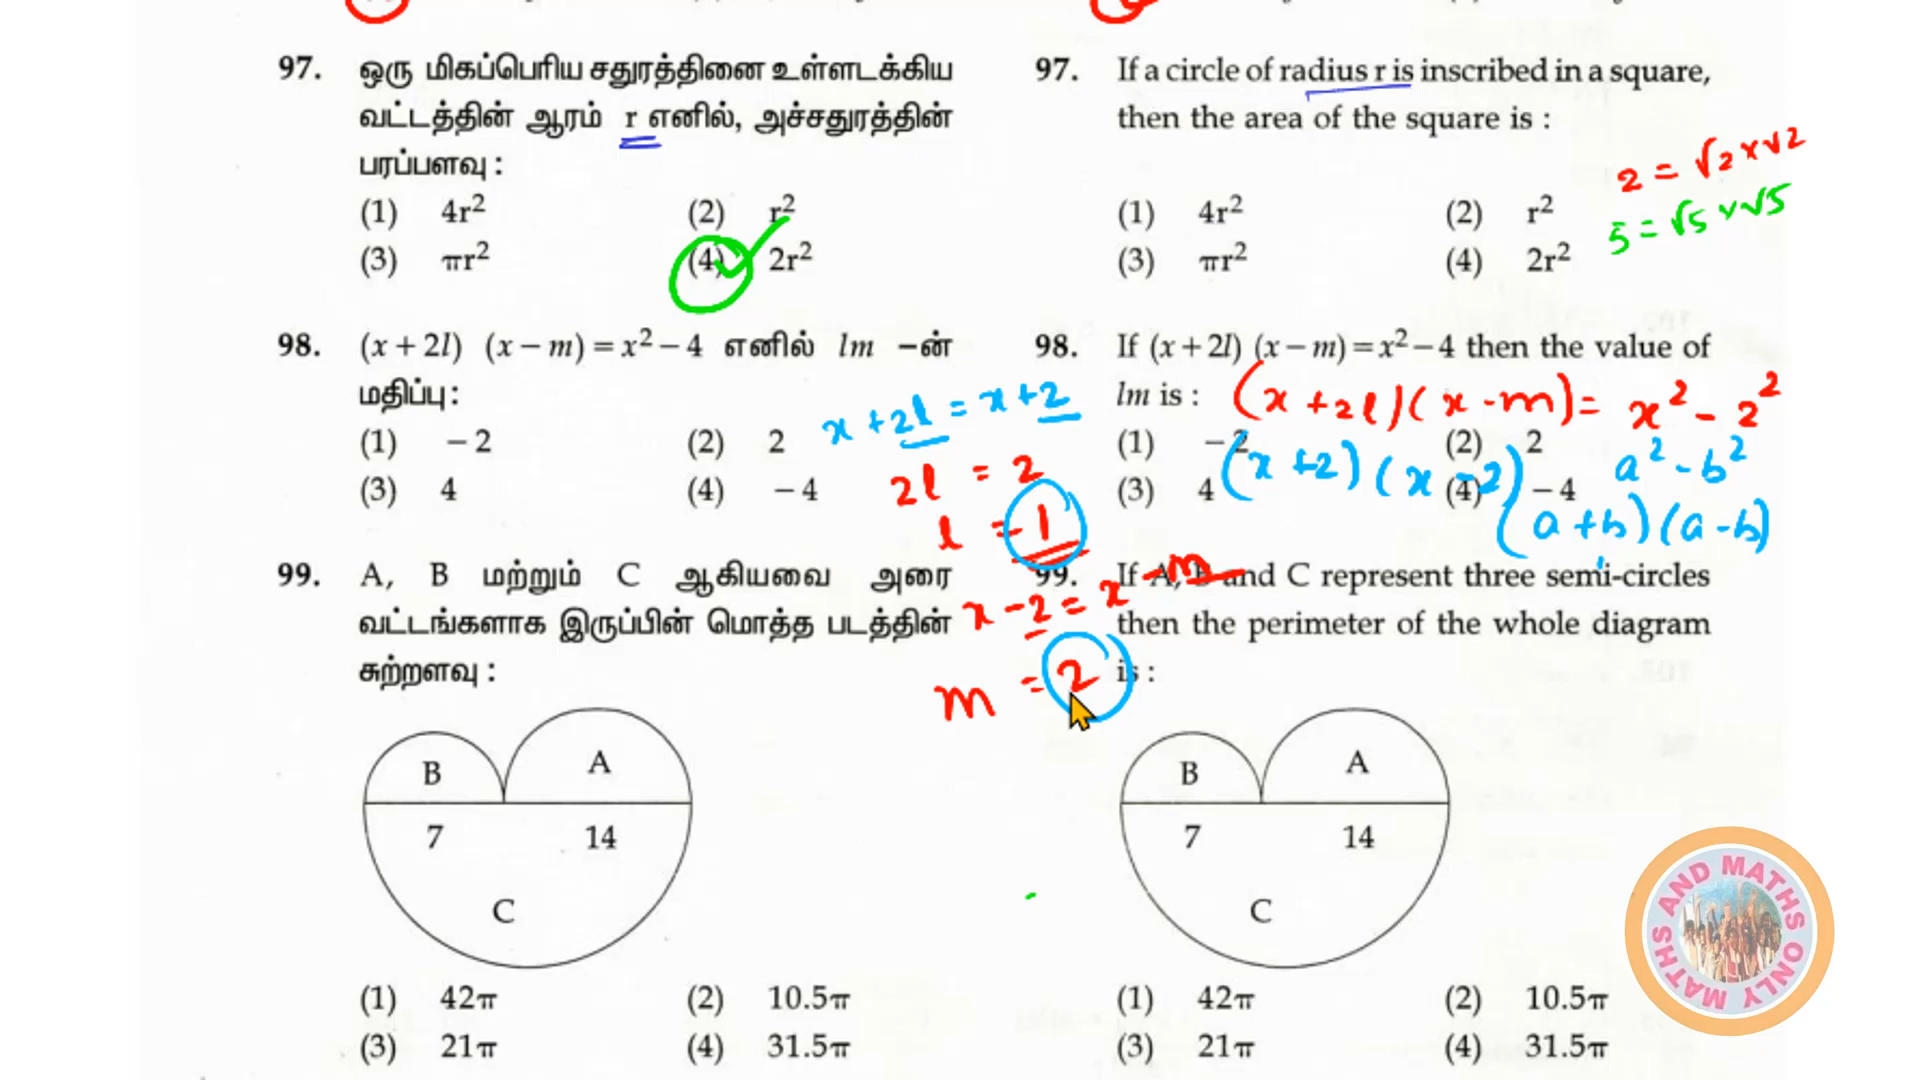 97. ஒரு மிகப்பெரிய சதுரத்தினை உள்ளடக்கிய
வட்டத்தின் ஆரம் r எனில், அச்சதுரத்தின்
பரப்பளவு :
(1) 4r² (2) r²
(3) πr² (4) 2r²
98. (x + 2l) (x − m) = x² − 4 எனில் lm −ன்
மதிப்பு :
(1) − 2 (2) 2
(3) 4 (4) − 4
x + 2l = x + 2
2l = 2
l = 1
99. A, B மற்றும் C ஆகியவை அரை
வட்டங்களாக இருப்பின் மொத்த படத்தின்
சுற்றளவு :
x - 2 = x - m
m = 2
B A
7 14
C
(1) 42π (2) 10.5π
(3) 21π (4) 31.5π
97. If a circle of radius r is inscribed in a square,
then the area of the square is :
2 = √2 x √2
5 = √5 x √5
(1) 4r² (2) r²
(3) πr² (4) 2r²
98. If (x + 2l) (x − m) = x² − 4 then the value of
lm is :
(x + 2l)(x - m) = x² - 2²
(1) − 2 (2) 2
(x + 2)(x - 2) a² - b²
(3) 4 (4) − 4
(a + b)(a - b)
99. If A, B and C represent three semi-circles
then the perimeter of the whole diagram
is :
B A
7 14
C
(1) 42π (2) 10.5π
(3) 21π (4) 31.5π
MATHS AND MATHS ONLY